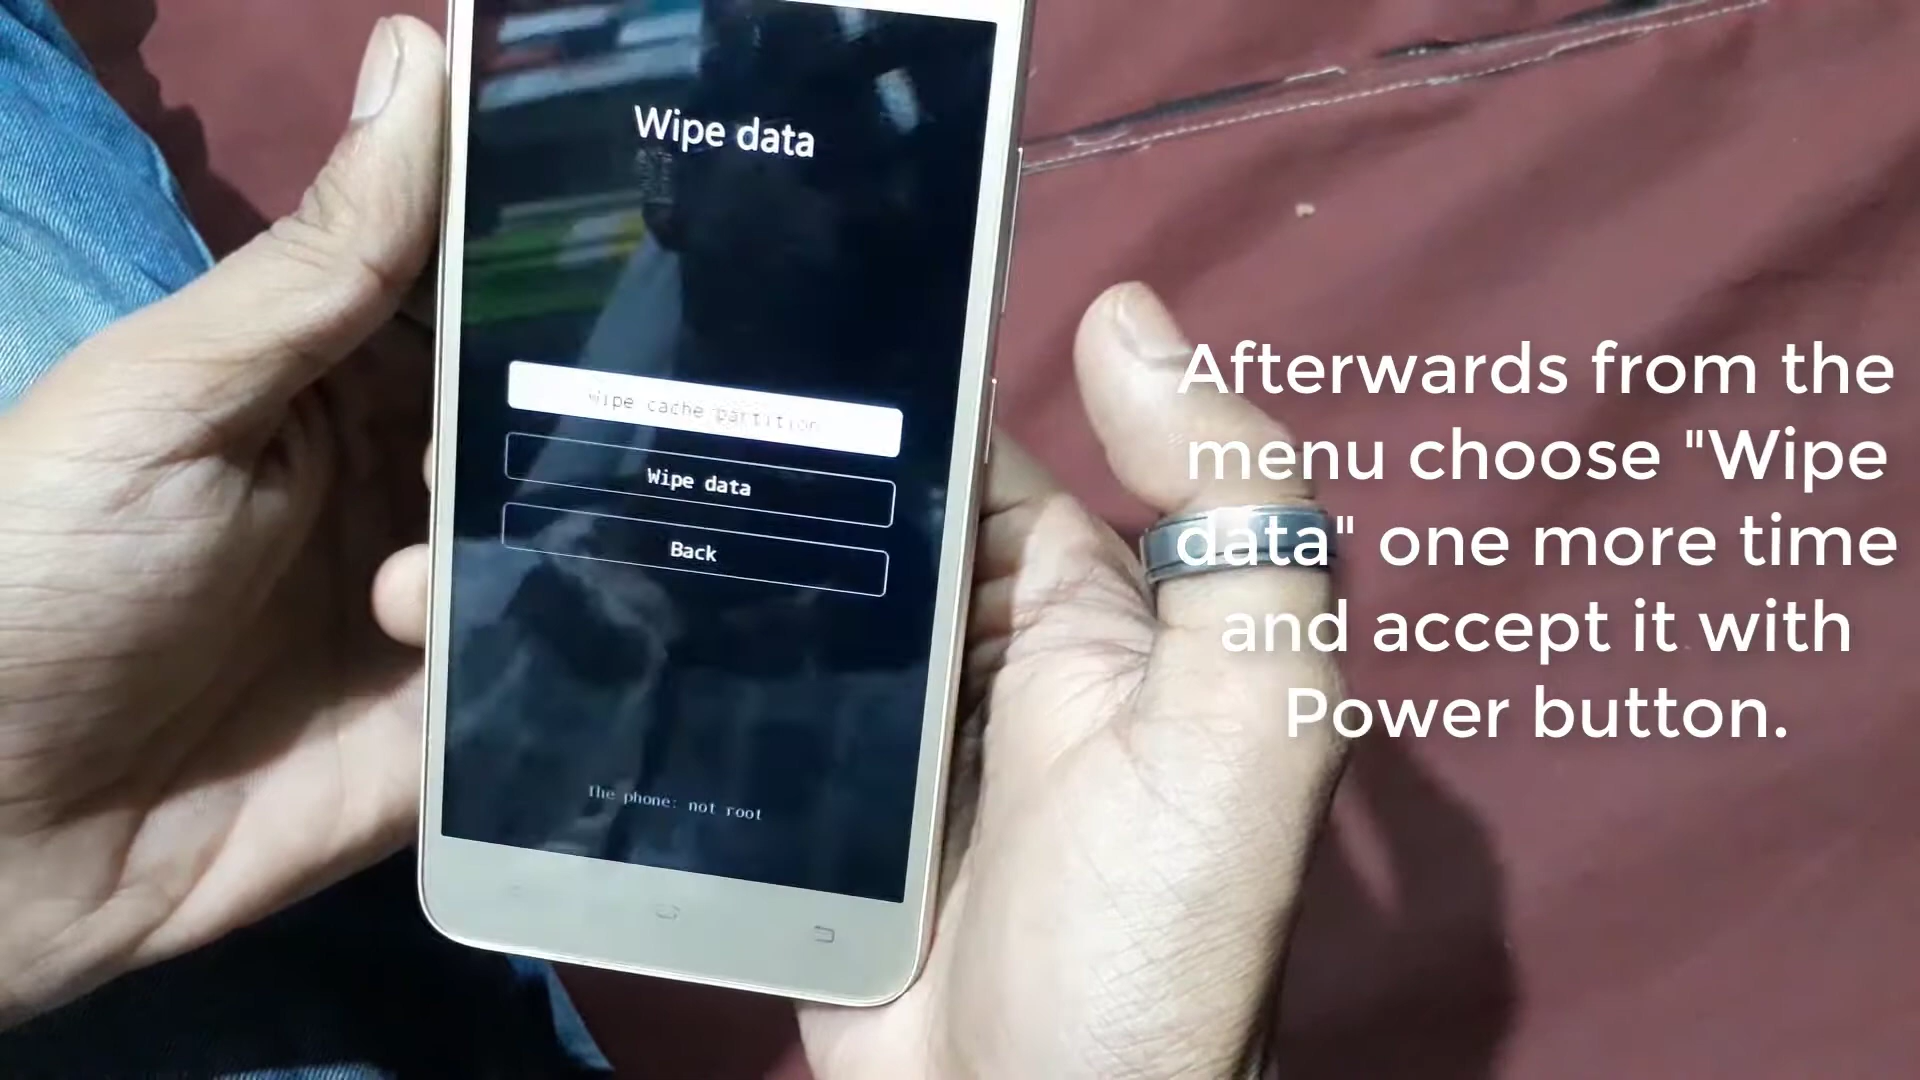 Wipe data
Wipe cache partition
Wipe data
Back
The phone: not root
Afterwards from the
menu choose "Wipe
data" one more time
and accept it with
Power button.